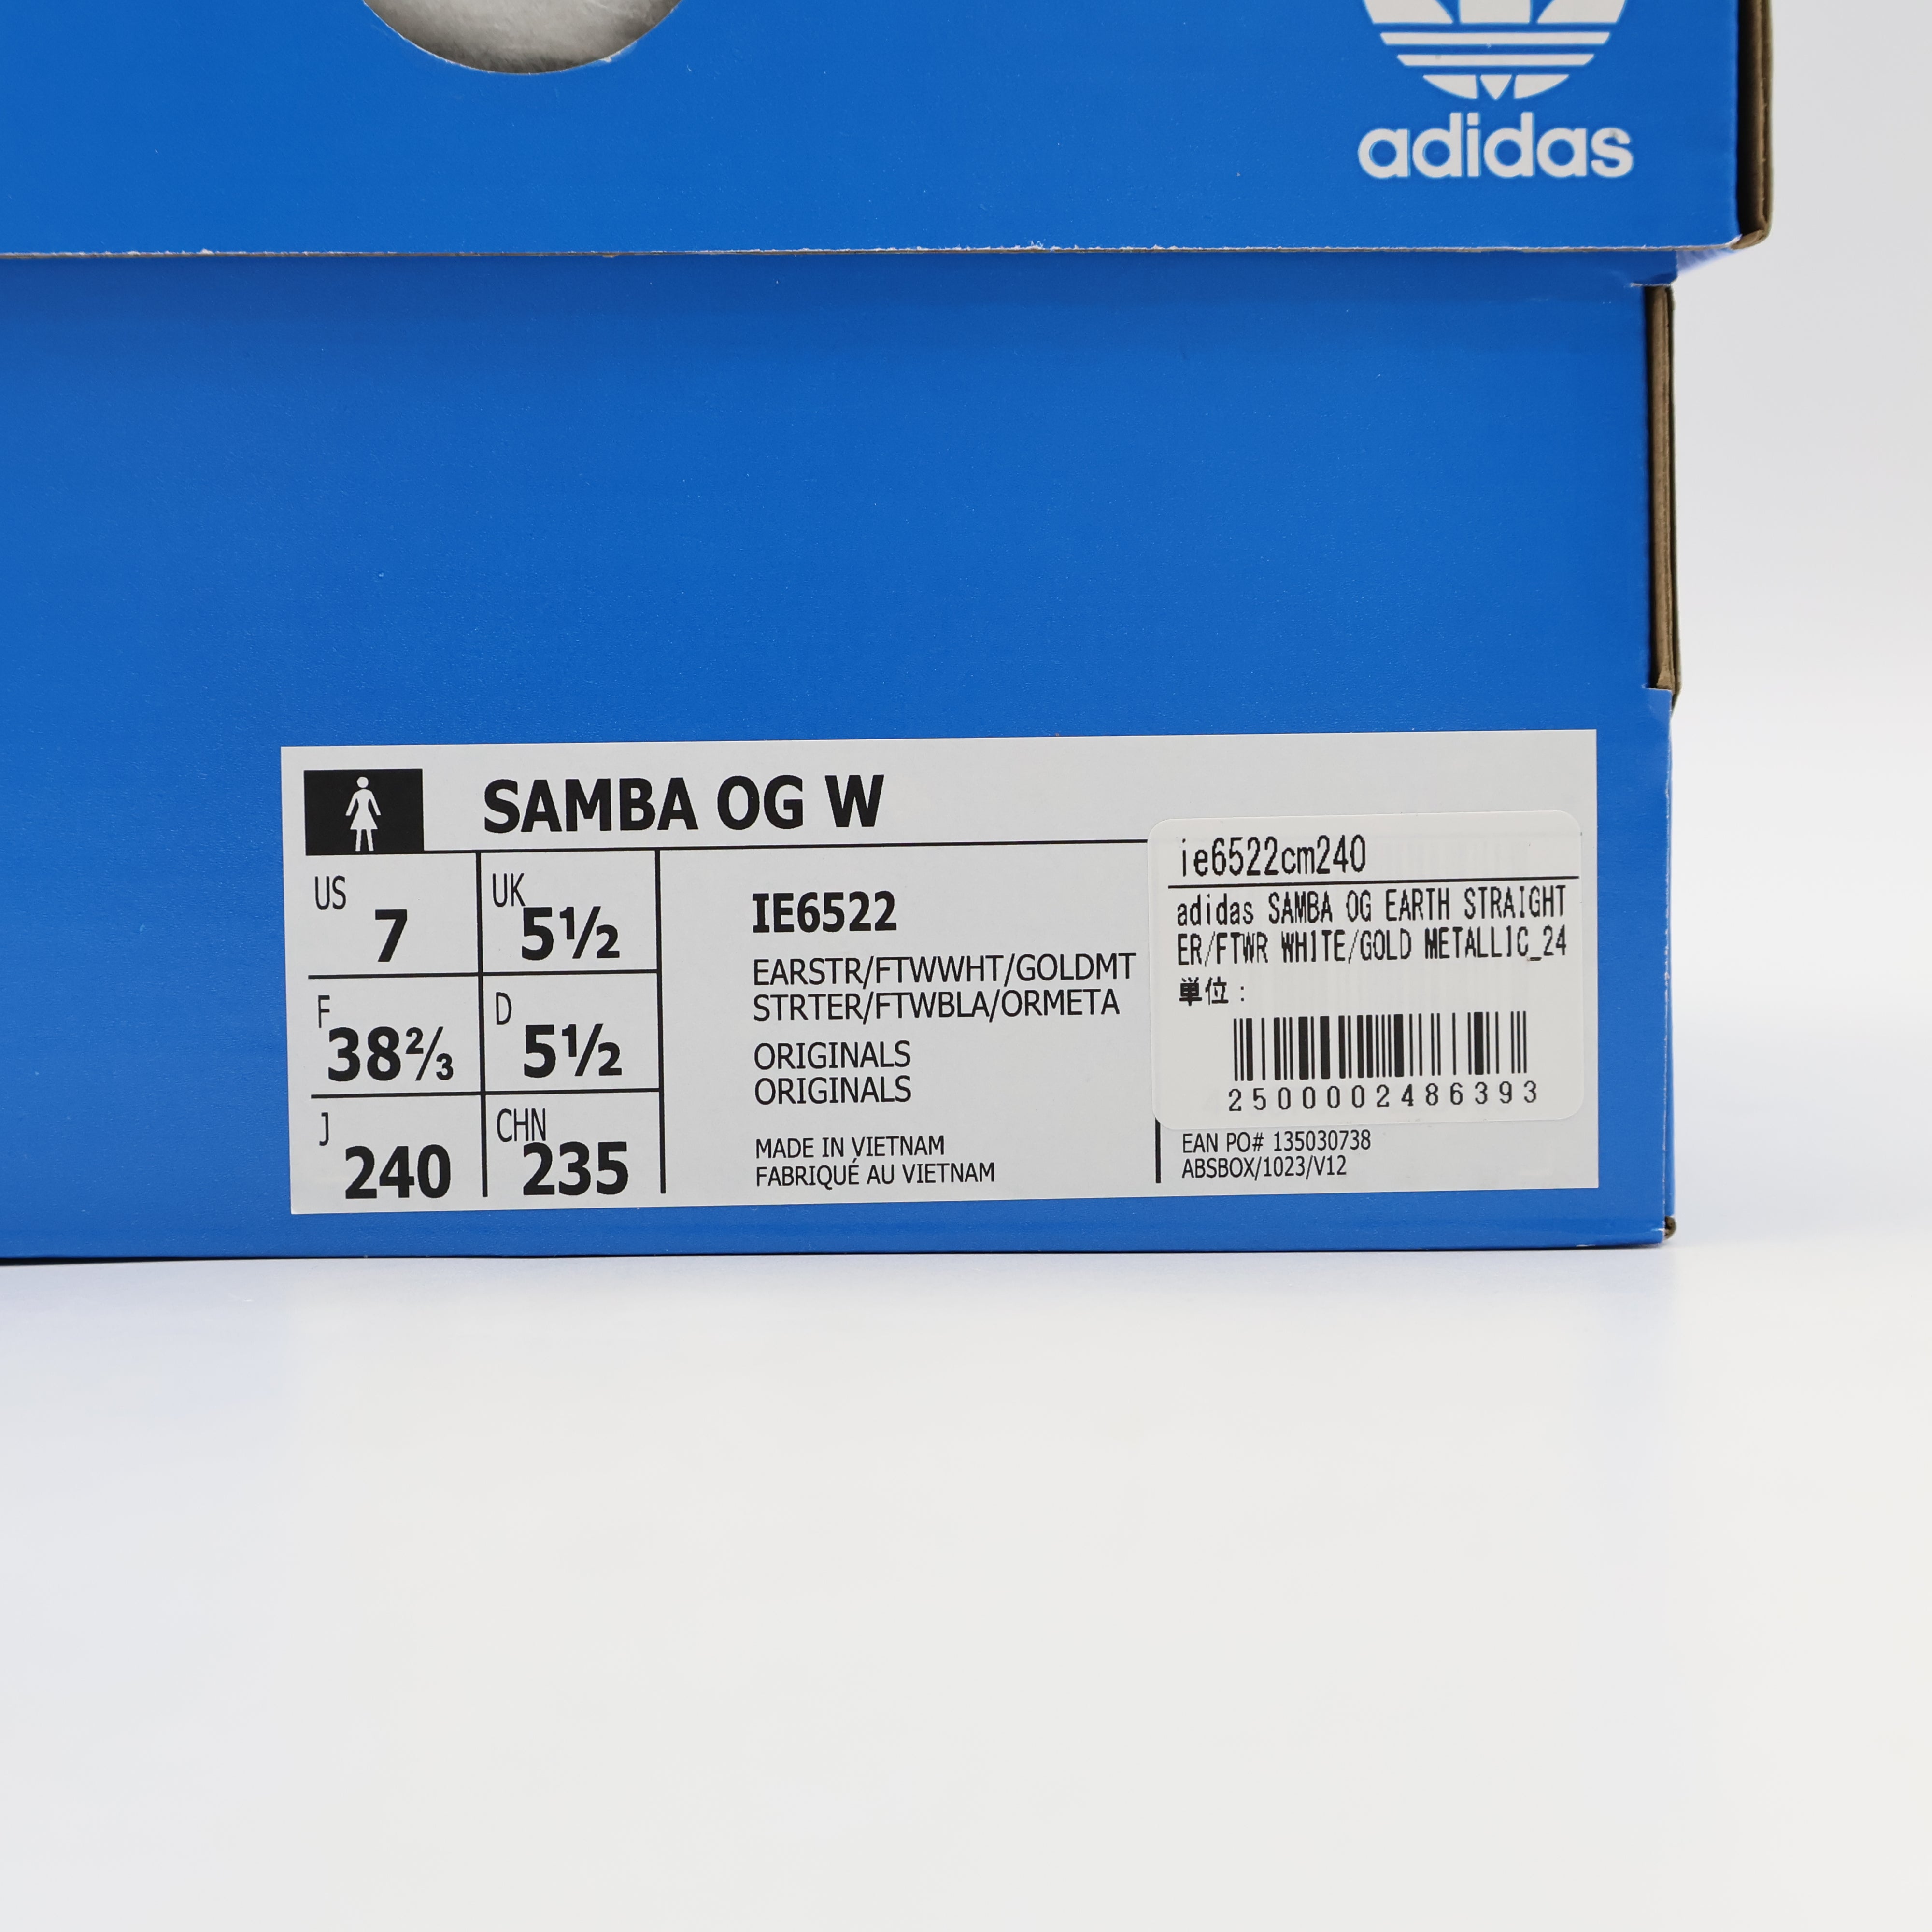 adidas
SAMBA OG W
US
7
UK
5½
F
38⅔
D
5½
J
240
CHN
235
IE6522
EARSTR/FTWWHT/GOLDMT
STRTER/FTWBLA/ORMETA
ORIGINALS
ORIGINALS
MADE IN VIETNAM
FABRIQUÉ AU VIETNAM
ie6522cm240
adidas SAMBA OG EARTH STRAIGHT
ER/FTWR WHITE/GOLD METALLIC_24
単位:
2500002486393
EAN PO# 135030738
ABSBOX/1023/V12